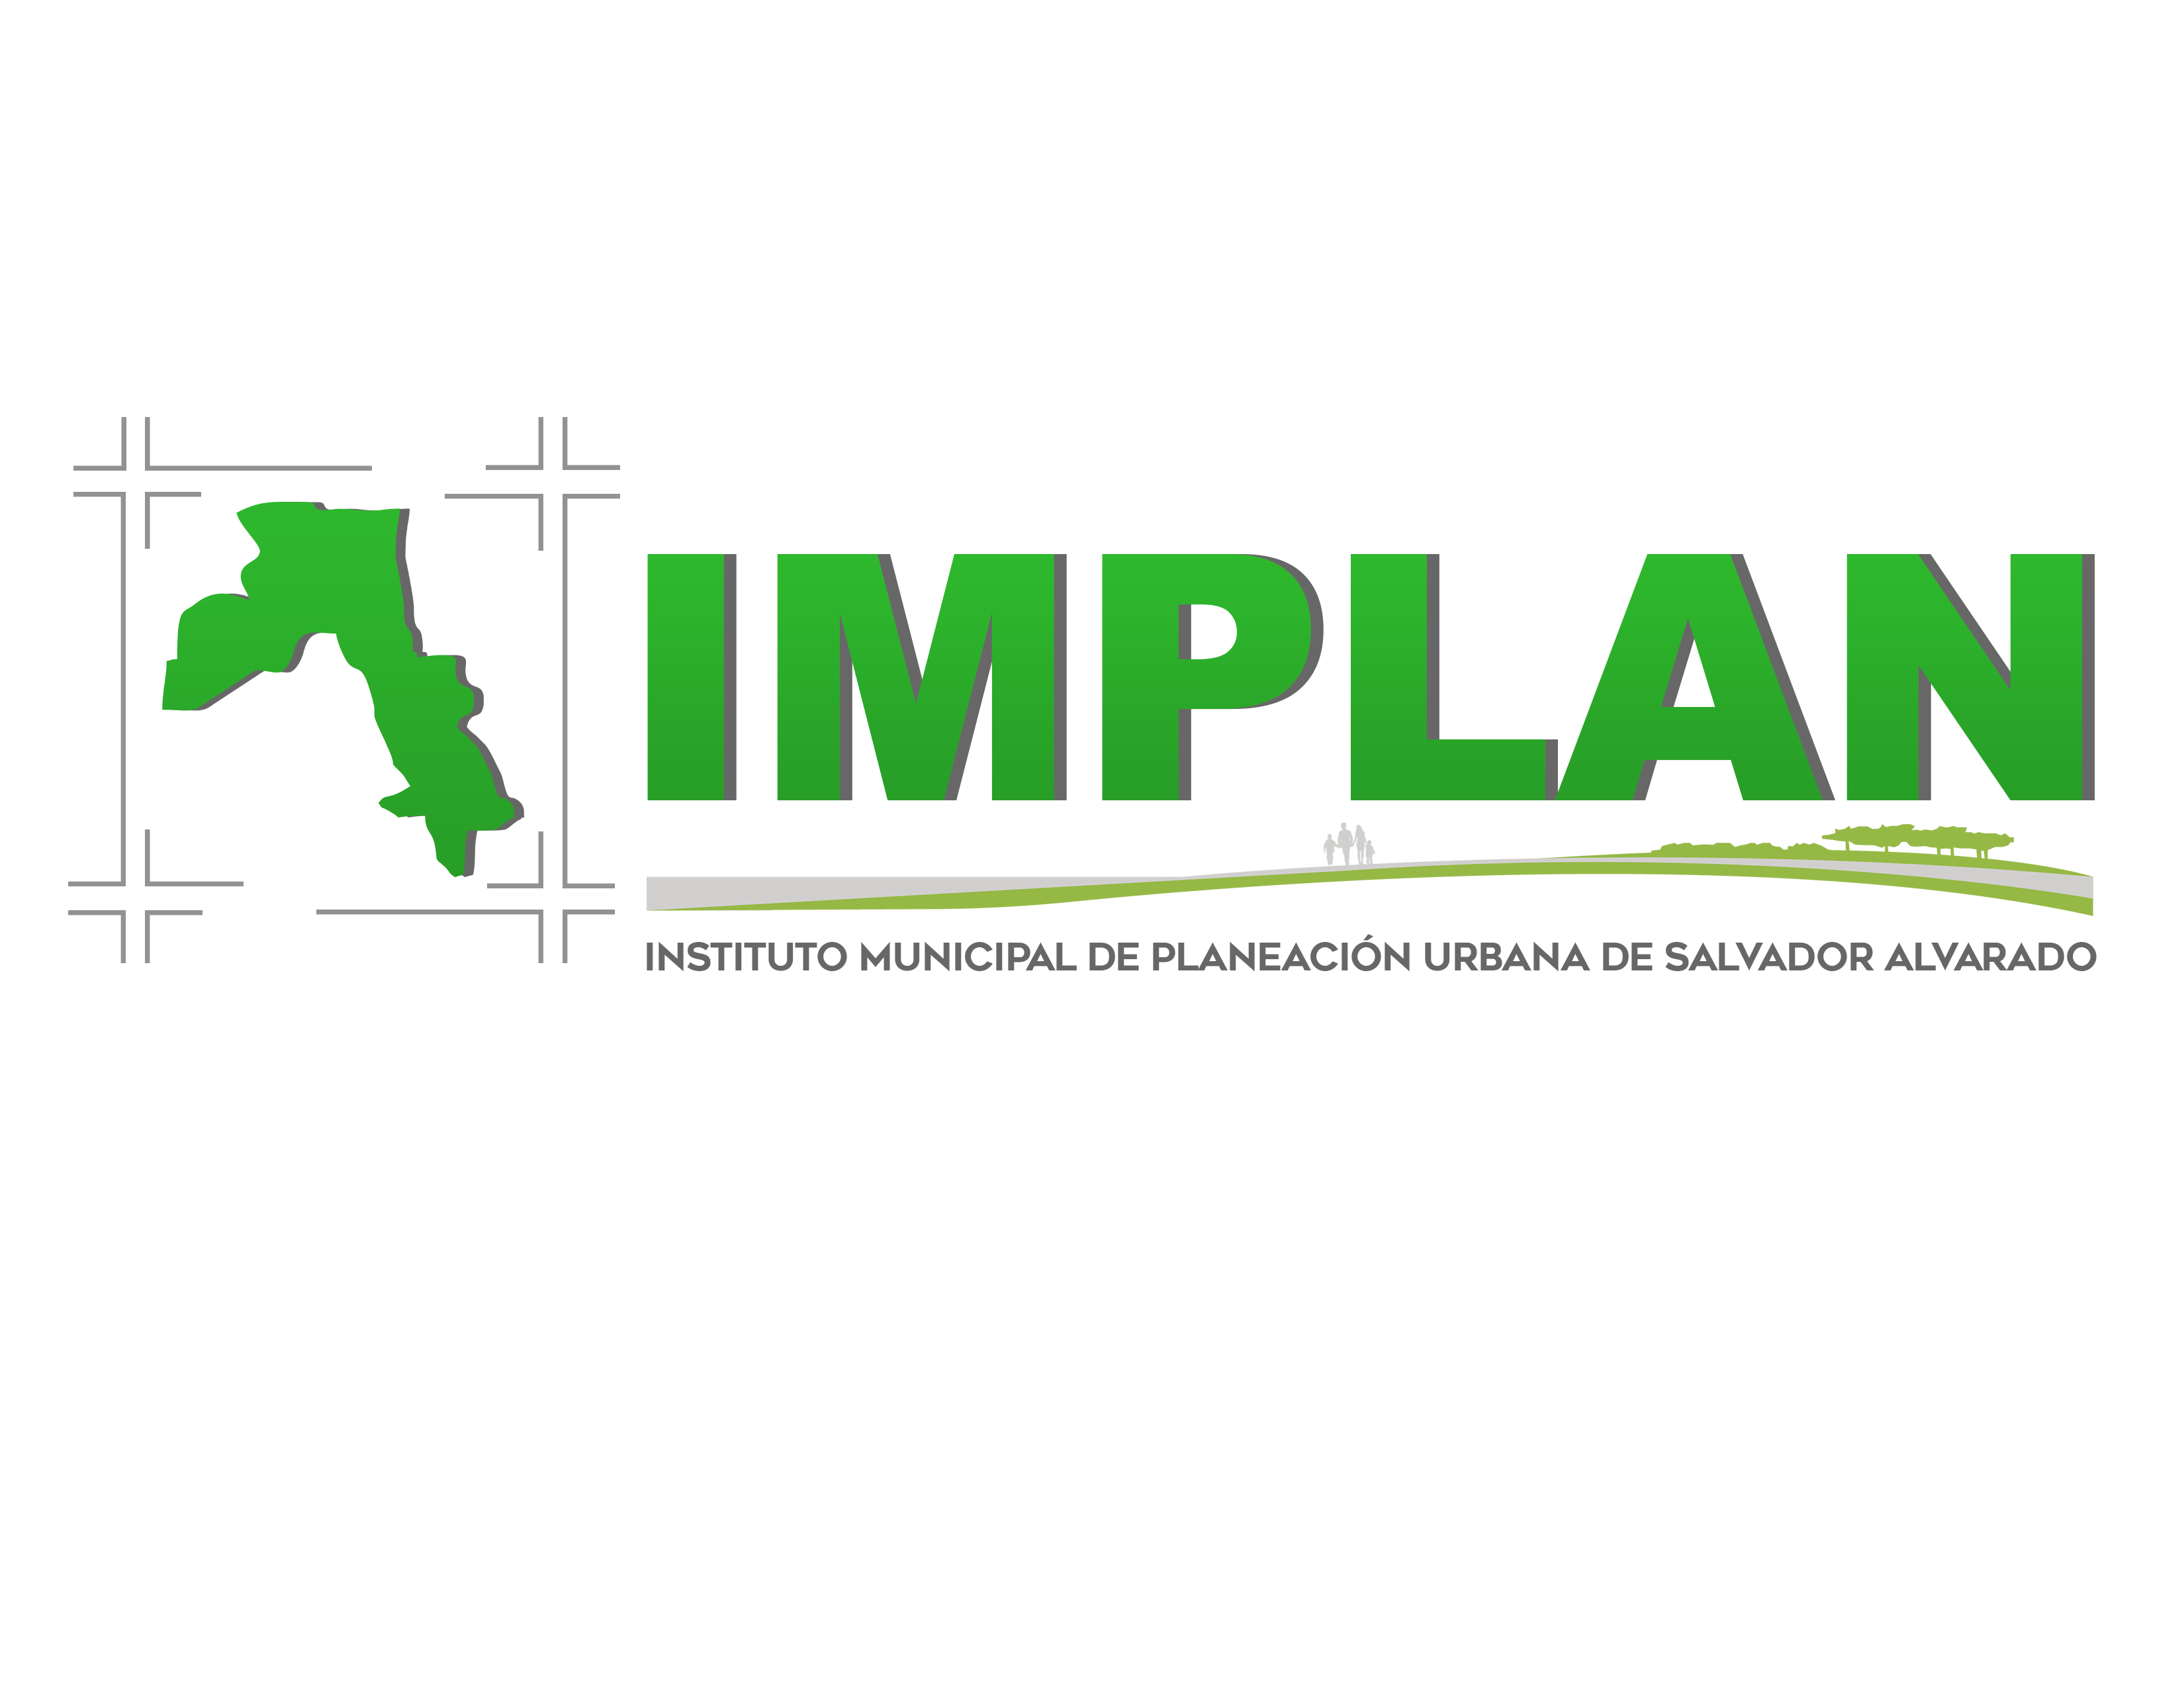 IMPLAN
INSTITUTO MUNICIPAL DE PLANEACIÓN URBANA DE SALVADOR ALVARADO